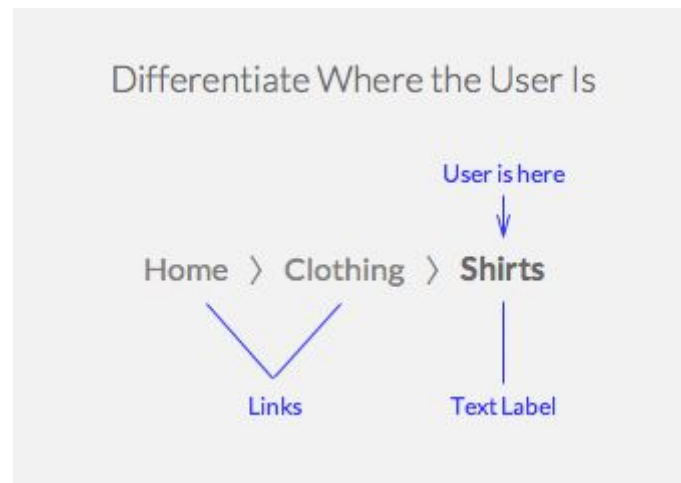 Differentiate Where the User Is
User is here
Home 〉 Clothing 〉 Shirts
Links Text Label